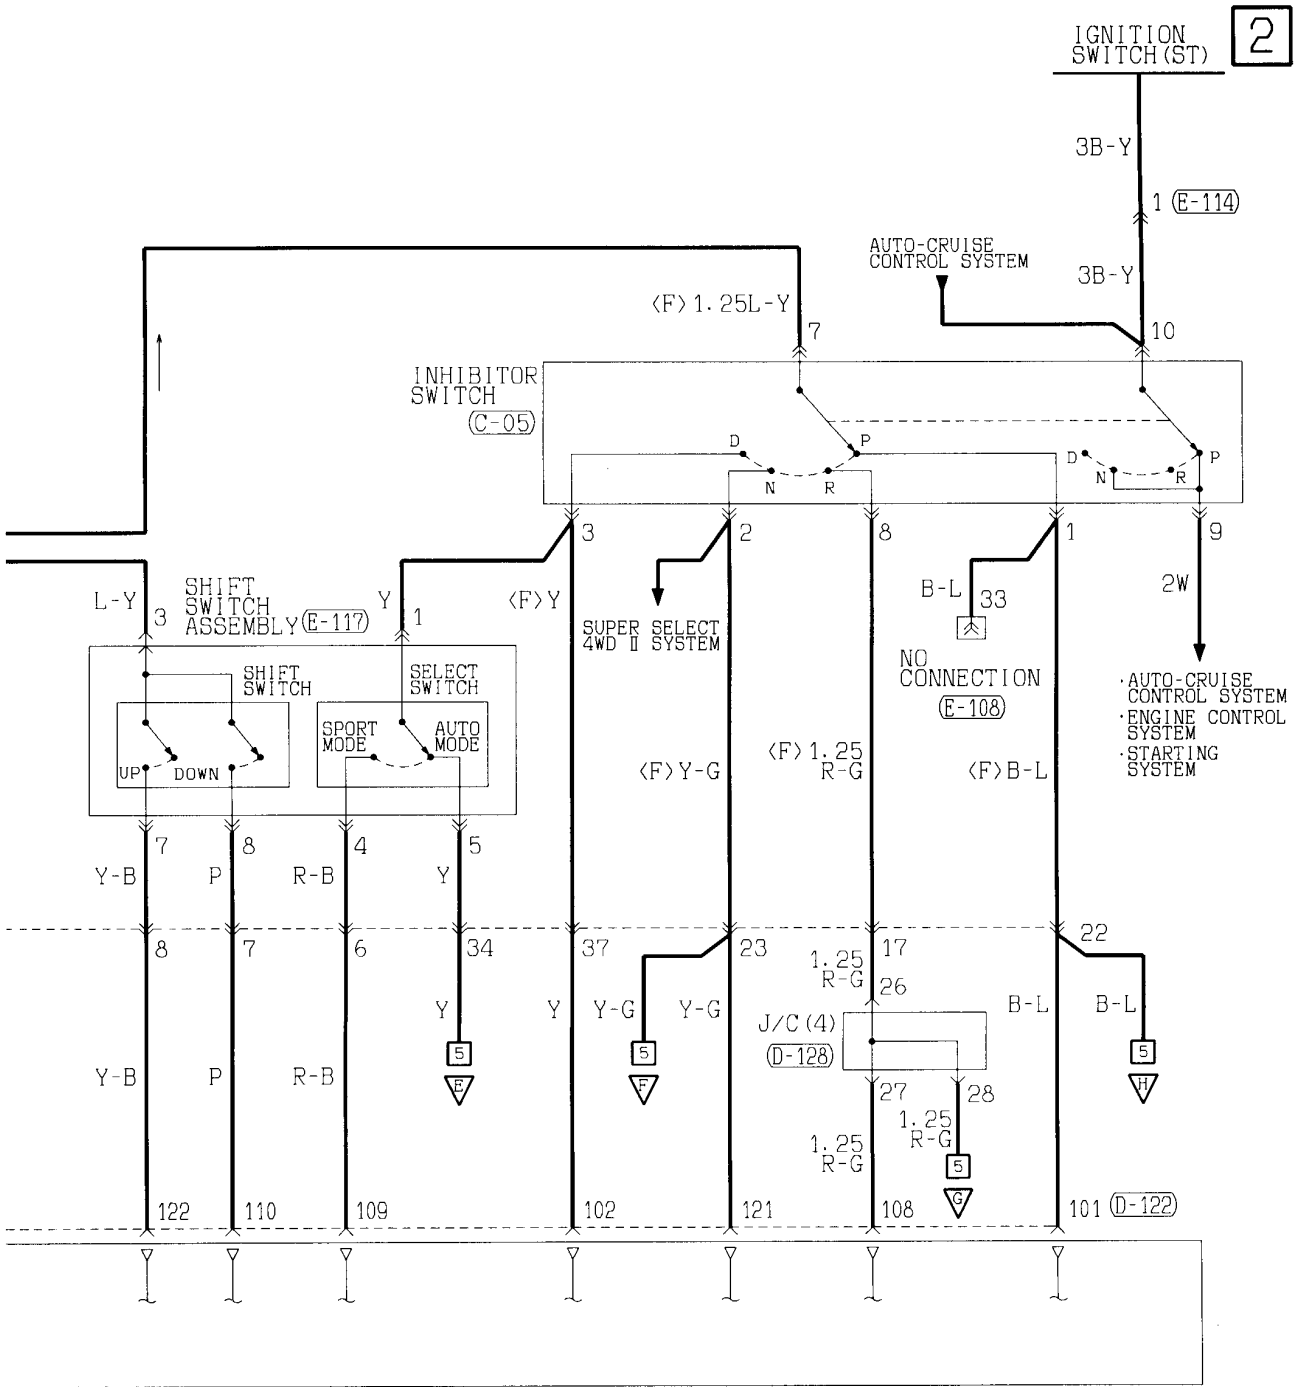 2
IGNITION
SWITCH(ST)
3B-Y
1 (E-114)
AUTO-CRUISE
CONTROL SYSTEM
3B-Y
<F>1.25L-Y
7
10
INHIBITOR
SWITCH
(C-05)
D P
N R
D P
N R
3 2 8 1 9
L-Y 3
SHIFT
SWITCH
ASSEMBLY (E-117)
Y 1
<F>Y
SUPER SELECT
4WD II SYSTEM
B-L 33
2W
NO
CONNECTION
(E-108)
·AUTO-CRUISE
CONTROL SYSTEM
·ENGINE CONTROL
SYSTEM
·STARTING
SYSTEM
SHIFT
SWITCH
SELECT
SWITCH
SPORT
MODE
AUTO
MODE
UP DOWN
<F>Y-G
<F>1.25
R-G
<F>B-L
7 8 4 5
Y-B P R-B Y
8 7 6 34 37 23 17 22
1.25
R-G
26
Y Y Y-G Y-G B-L B-L
J/C(4)
(D-128)
5 5 5
E F H
Y-B P R-B
27 28
1.25
R-G
1.25
R-G
5
G
122 110 109 102 121 108 101 (D-122)